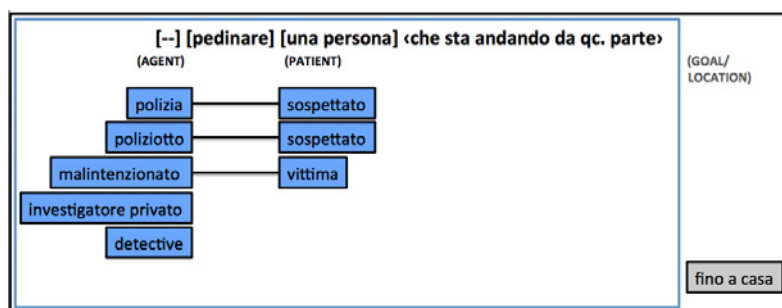 [--] [pedinare] [una persona] ‹che sta andando da qc. parte›
(AGENT) (PATIENT) (GOAL/
LOCATION)
polizia sospettato
poliziotto sospettato
malintenzionato vittima
investigatore privato
detective
fino a casa